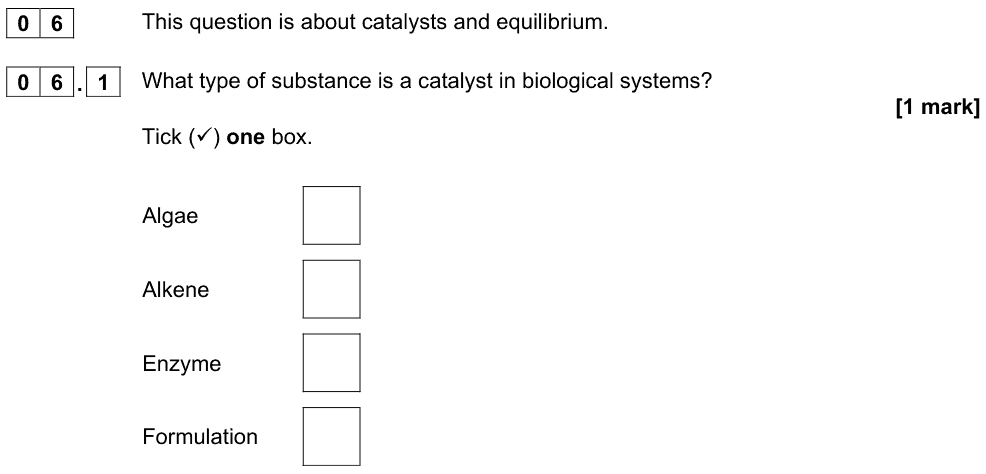 0 6 This question is about catalysts and equilibrium.
0 6 . 1 What type of substance is a catalyst in biological systems?
[1 mark]
Tick (✓) one box.
Algae
Alkene
Enzyme
Formulation